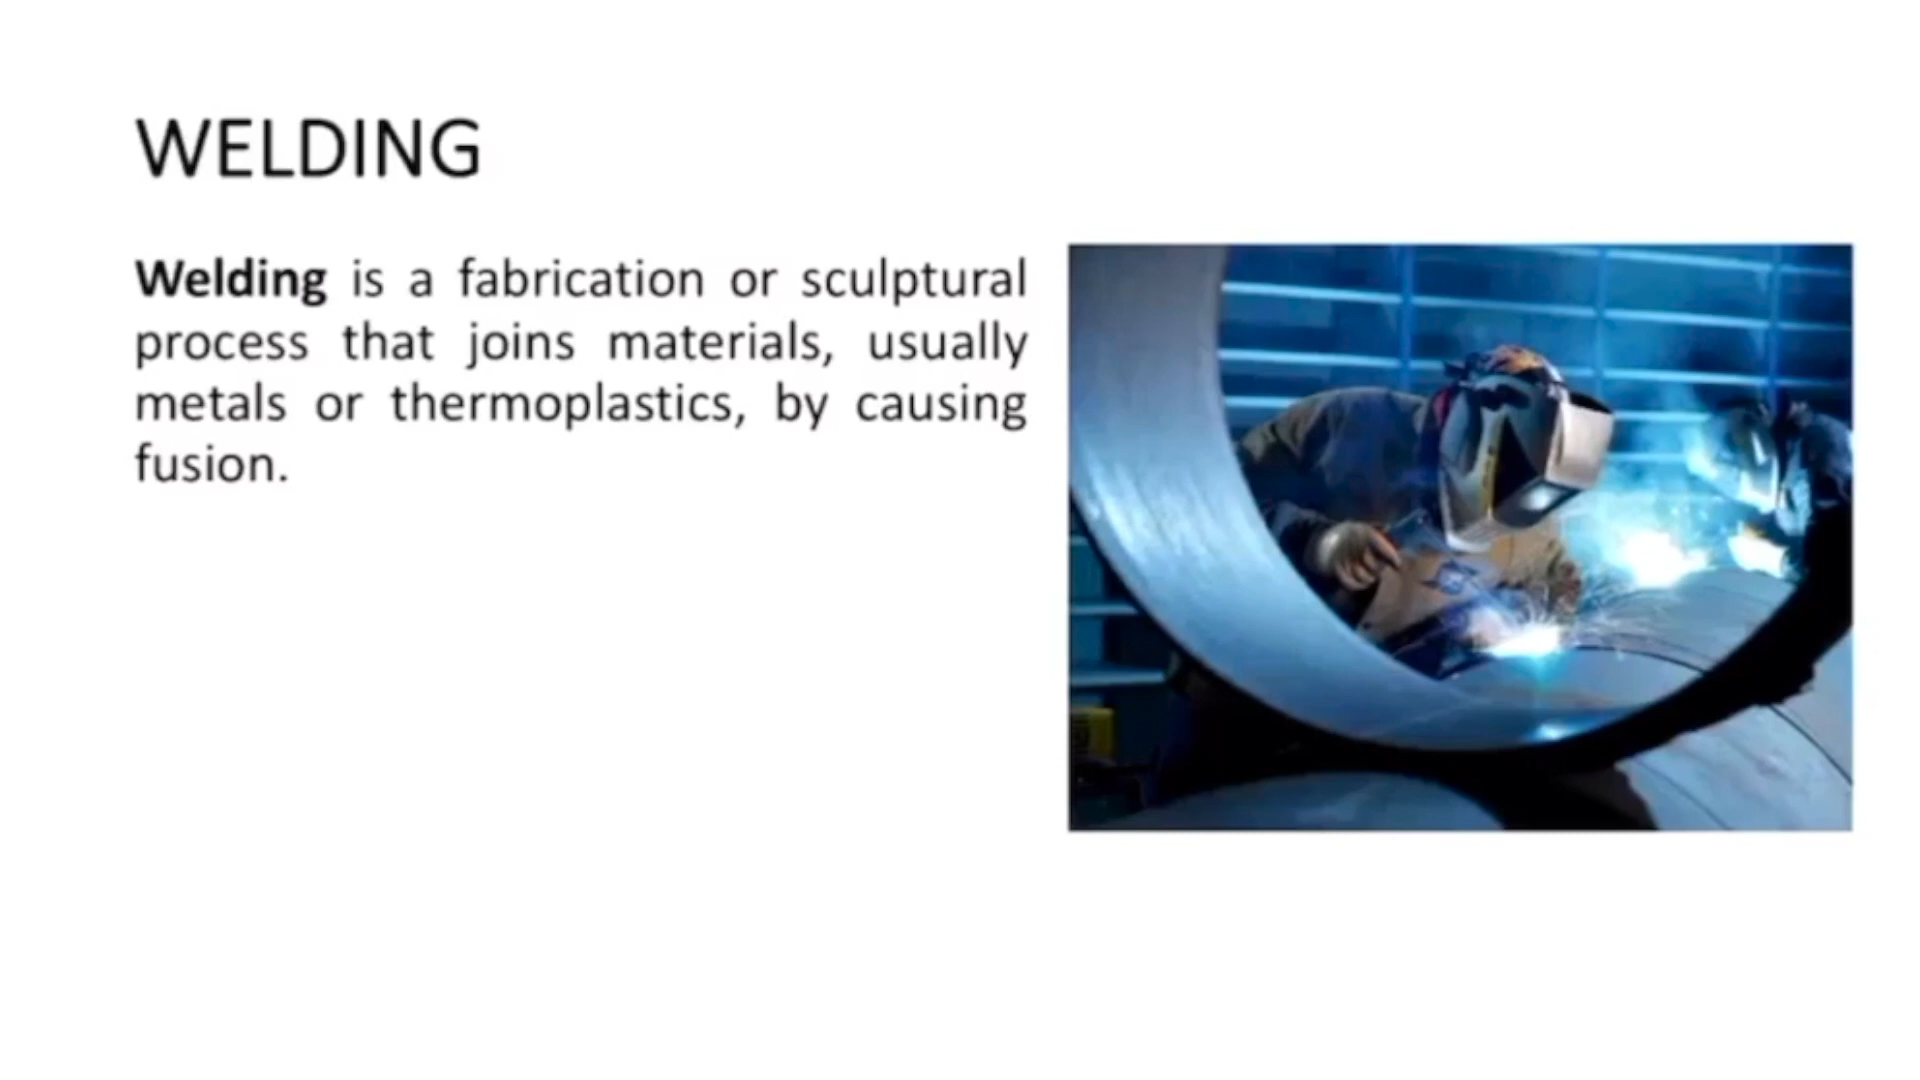 WELDING
Welding is a fabrication or sculptural
process that joins materials, usually
metals or thermoplastics, by causing
fusion.